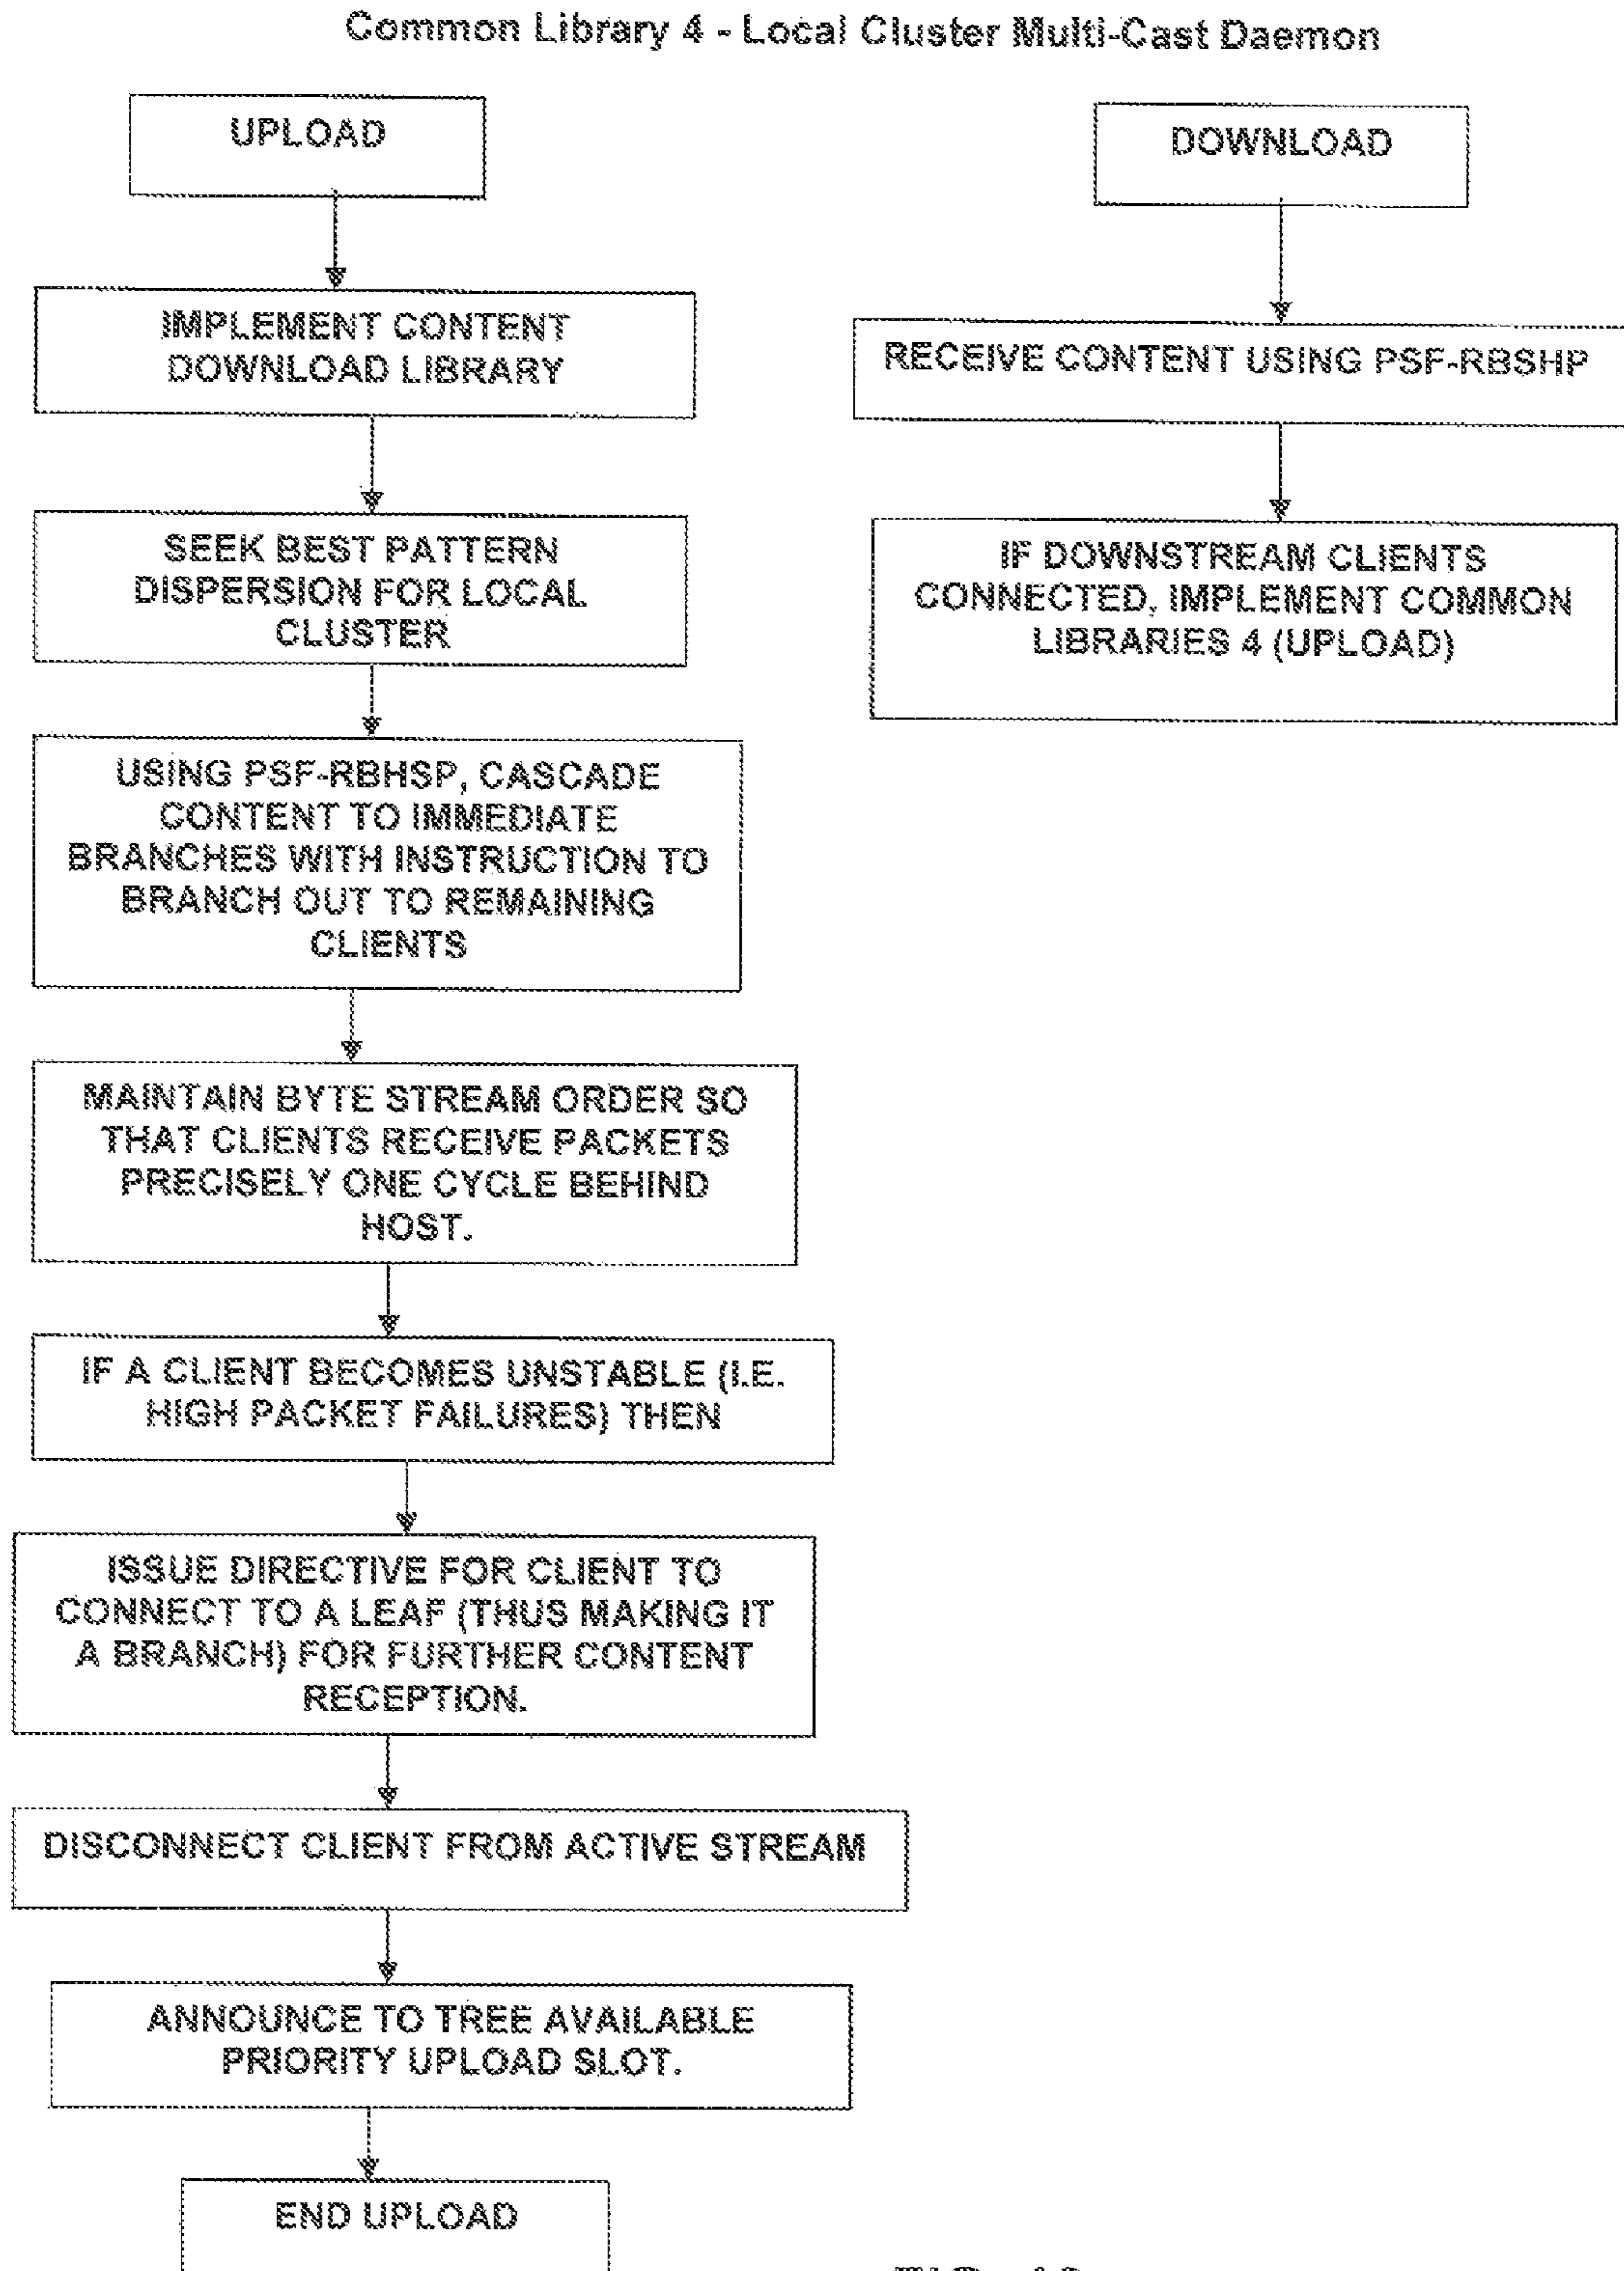 Common Library 4 - Local Cluster Multi-Cast Daemon
UPLOAD
IMPLEMENT CONTENT
DOWNLOAD LIBRARY
SEEK BEST PATTERN
DISPERSION FOR LOCAL
CLUSTER
USING PSF-RBHSP, CASCADE
CONTENT TO IMMEDIATE
BRANCHES WITH INSTRUCTION TO
BRANCH OUT TO REMAINING
CLIENTS
MAINTAIN BYTE STREAM ORDER SO
THAT CLIENTS RECEIVE PACKETS
PRECISELY ONE CYCLE BEHIND
HOST.
IF A CLIENT BECOMES UNSTABLE (I.E.
HIGH PACKET FAILURES) THEN
ISSUE DIRECTIVE FOR CLIENT TO
CONNECT TO A LEAF (THUS MAKING IT
A BRANCH) FOR FURTHER CONTENT
RECEPTION.
DISCONNECT CLIENT FROM ACTIVE STREAM
ANNOUNCE TO TREE AVAILABLE
PRIORITY UPLOAD SLOT.
END UPLOAD
DOWNLOAD
RECEIVE CONTENT USING PSF-RBSHP
IF DOWNSTREAM CLIENTS
CONNECTED, IMPLEMENT COMMON
LIBRARIES 4 (UPLOAD)